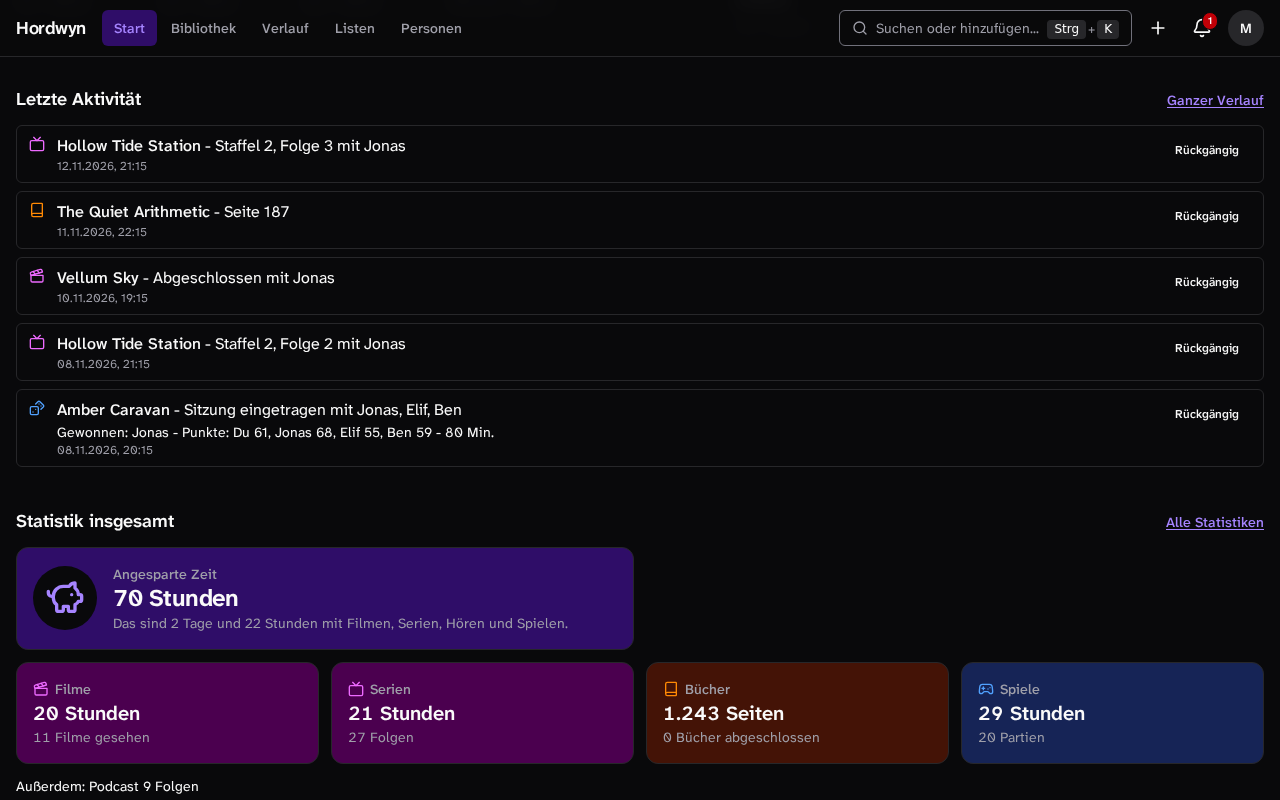 Hordwyn Start Bibliothek Verlauf Listen Personen Suchen oder hinzufügen... Strg + K 1 M
Letzte Aktivität Ganzer Verlauf
Hollow Tide Station - Staffel 2, Folge 3 mit Jonas Rückgängig
12.11.2026, 21:15
The Quiet Arithmetic - Seite 187 Rückgängig
11.11.2026, 22:15
Vellum Sky - Abgeschlossen mit Jonas Rückgängig
10.11.2026, 19:15
Hollow Tide Station - Staffel 2, Folge 2 mit Jonas Rückgängig
08.11.2026, 21:15
Amber Caravan - Sitzung eingetragen mit Jonas, Elif, Ben Rückgängig
Gewonnen: Jonas - Punkte: Du 61, Jonas 68, Elif 55, Ben 59 - 80 Min.
08.11.2026, 20:15
Statistik insgesamt Alle Statistiken
Angesparte Zeit
70 Stunden
Das sind 2 Tage und 22 Stunden mit Filmen, Serien, Hören und Spielen.
Filme
20 Stunden
11 Filme gesehen
Serien
21 Stunden
27 Folgen
Bücher
1.243 Seiten
0 Bücher abgeschlossen
Spiele
29 Stunden
20 Partien
Außerdem: Podcast 9 Folgen